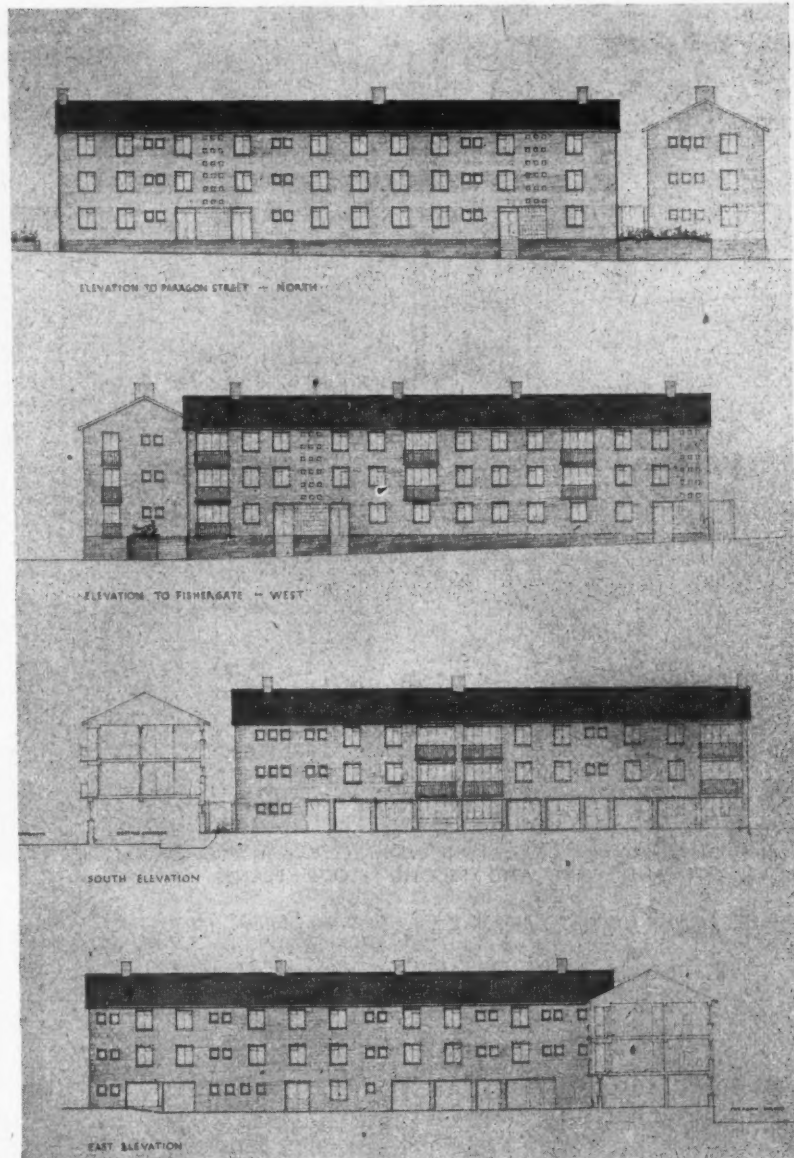 ELEVATION TO PARAGON STREET — NORTH
ELEVATION TO FISHERGATE — WEST
SOUTH ELEVATION
EAST ELEVATION